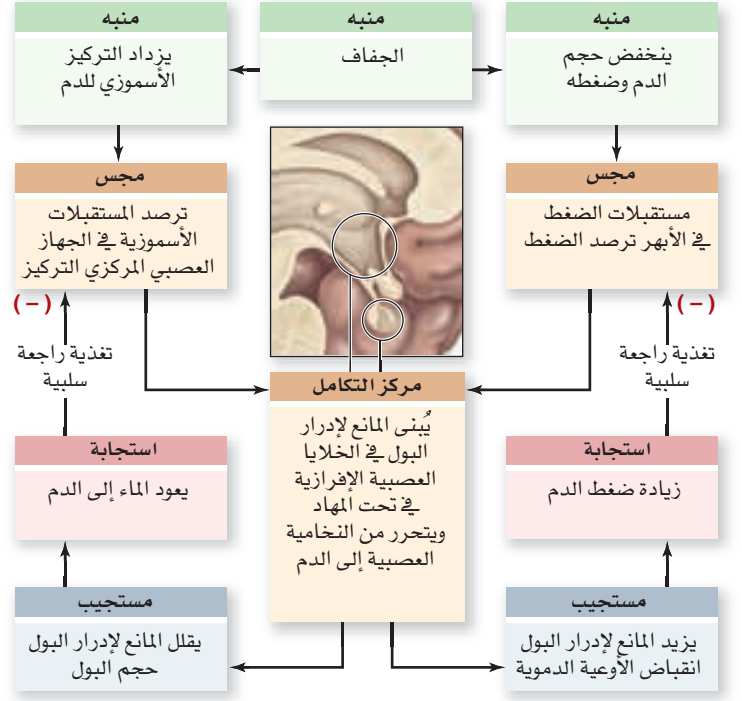 منبه
ينخفض حجم
الدم وضغطه
منبه
الجفاف
منبه
يزداد التركيز
الأسموزي للدم
مجس
مستقبلات الضغط
في الأبهر ترصد الضغط
مجس
ترصد المستقبلات
الأسموزية في الجهاز
العصبي المركزي التركيز
(–)
تغذية راجعة
سلبية
(–)
تغذية راجعة
سلبية
مركز التكامل
يُبنى المانع لإدرار
البول في الخلايا
العصبية الإفرازية
في تحت المهاد
ويتحرر من النخامية
العصبية إلى الدم
استجابة
زيادة ضغط الدم
استجابة
يعود الماء إلى الدم
مستجيب
يزيد المانع لإدرار البول
انقباض الأوعية الدموية
مستجيب
يقلل المانع لإدرار البول
حجم البول